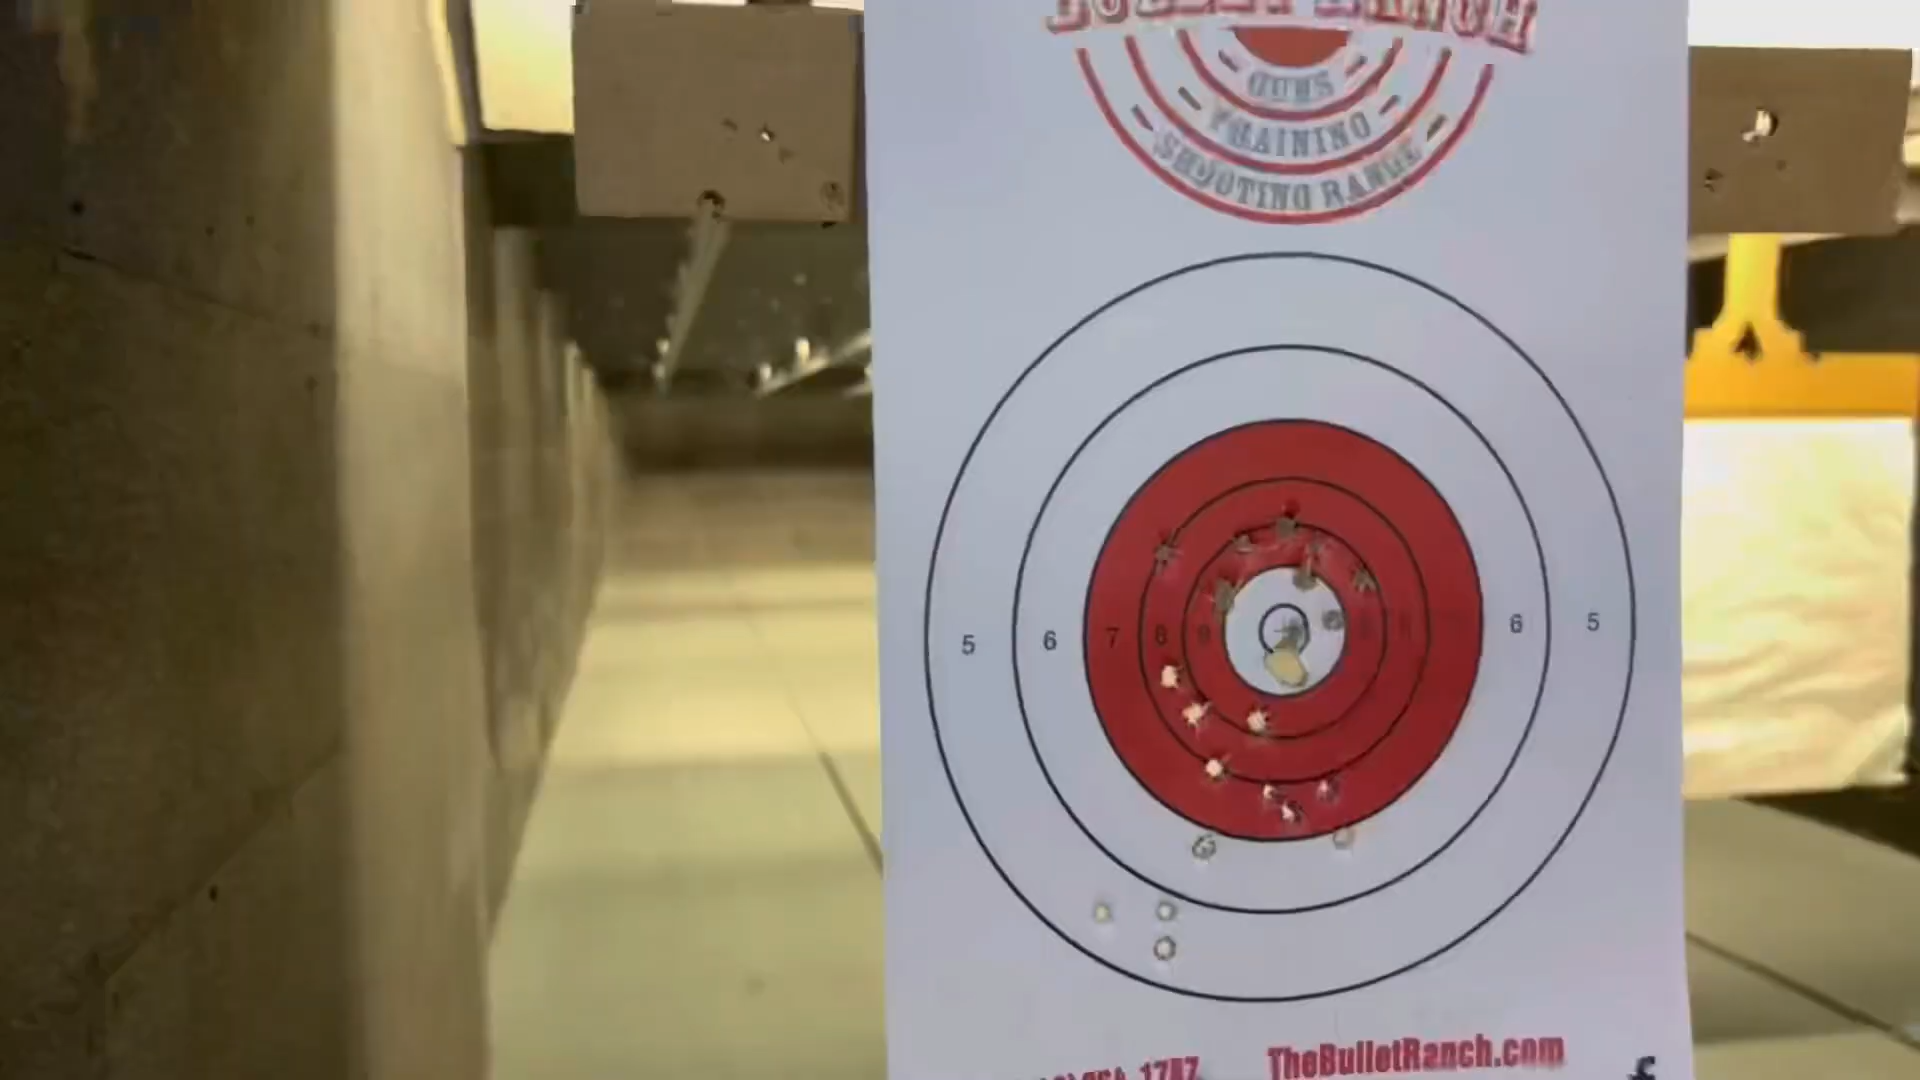 GUNS
TRAINING
SHOOTING RANGE
5 6 7 8 9 6 5
TheBulletRanch.com